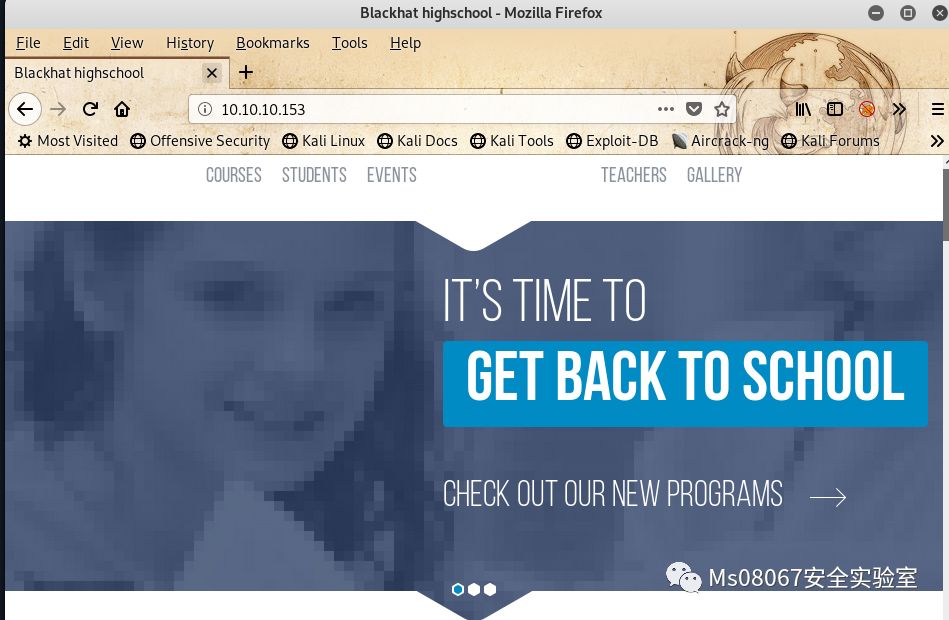 Blackhat highschool - Mozilla Firefox
File Edit View History Bookmarks Tools Help
Blackhat highschool
10.10.10.153
Most Visited Offensive Security Kali Linux Kali Docs Kali Tools Exploit-DB Aircrack-ng Kali Forums
COURSES STUDENTS EVENTS TEACHERS GALLERY
IT'S TIME TO
GET BACK TO SCHOOL
CHECK OUT OUR NEW PROGRAMS
Ms08067安全实验室